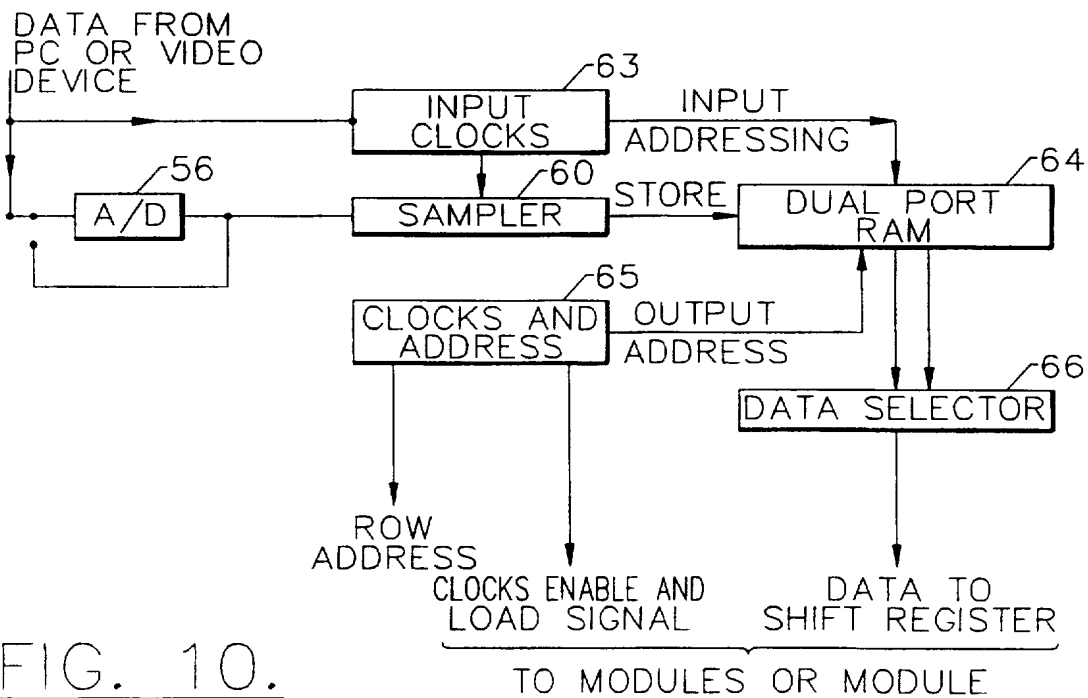 DATA FROM
PC OR VIDEO
DEVICE
63
INPUT
CLOCKS
INPUT
ADDRESSING
56
A/D
60
SAMPLER
STORE
64
DUAL PORT
RAM
65
CLOCKS AND
ADDRESS
OUTPUT
ADDRESS
66
DATA SELECTOR
ROW
ADDRESS
CLOCKS ENABLE AND
LOAD SIGNAL
DATA TO
SHIFT REGISTER
TO MODULES OR MODULE
FIG. 10.